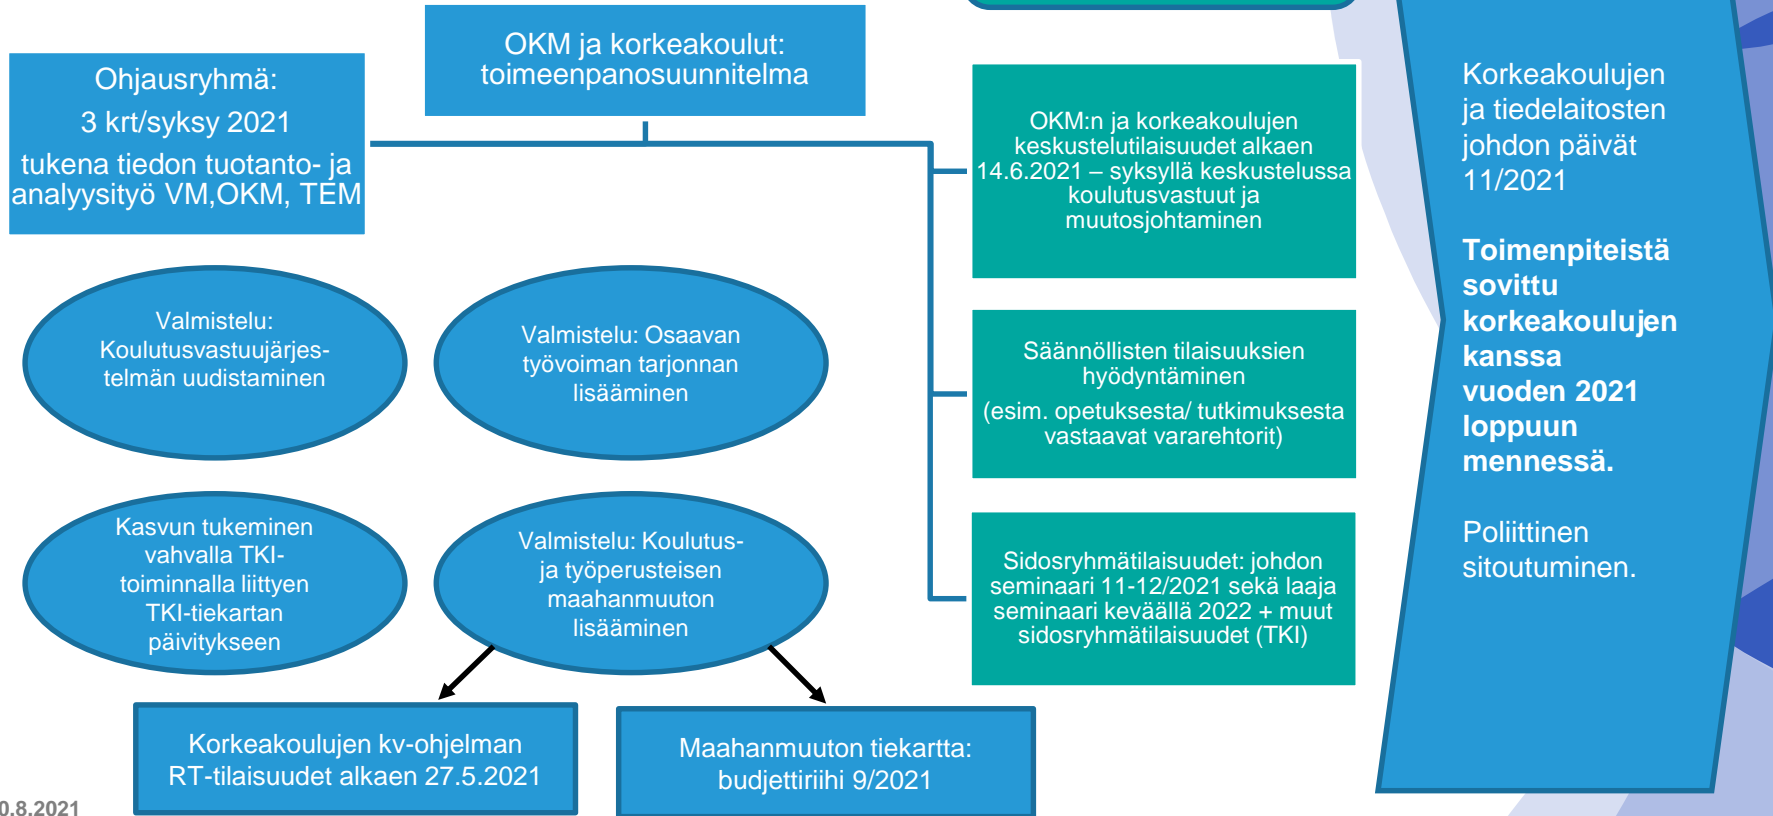 OKM ja korkeakoulut:
toimeenpanosuunnitelma
Ohjausryhmä:
3 krt/syksy 2021
tukena tiedon tuotanto- ja
analyysityö VM,OKM, TEM
OKM:n ja korkeakoulujen
keskustelutilaisuudet alkaen
14.6.2021 – syksyllä keskustelussa
koulutusvastuut ja
muutosjohtaminen
Korkeakoulujen
ja tiedelaitosten
johdon päivät
11/2021
Toimenpiteistä
sovittu
korkeakoulujen
kanssa
vuoden 2021
loppuun
mennessä.
Poliittinen
sitoutuminen.
Valmistelu:
Koulutusvastuujärjes-
telmän uudistaminen
Valmistelu: Osaavan
työvoiman tarjonnan
lisääminen
Säännöllisten tilaisuuksien
hyödyntäminen
(esim. opetuksesta/ tutkimuksesta
vastaavat vararehtorit)
Kasvun tukeminen
vahvalla TKI-
toiminnalla liittyen
TKI-tiekartan
päivitykseen
Valmistelu: Koulutus-
ja työperusteisen
maahanmuuton
lisääminen
Sidosryhmätilaisuudet: johdon
seminaari 11-12/2021 sekä laaja
seminaari keväällä 2022 + muut
sidosryhmätilaisuudet (TKI)
Korkeakoulujen kv-ohjelman
RT-tilaisuudet alkaen 27.5.2021
Maahanmuuton tiekartta:
budjettiriihi 9/2021
0.8.2021